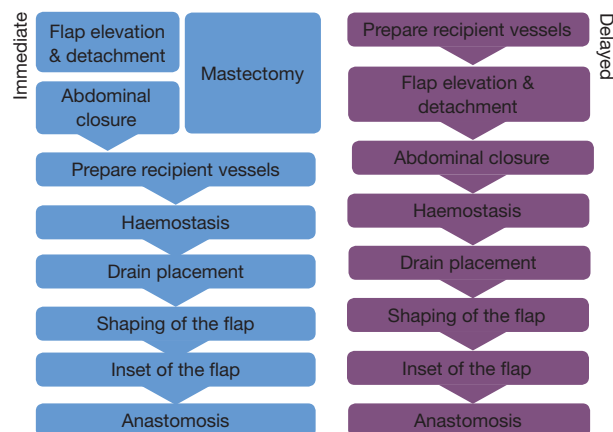 Immediate
Flap elevation
& detachment
Mastectomy
Abdominal
closure
Prepare recipient vessels
Haemostasis
Drain placement
Shaping of the flap
Inset of the flap
Anastomosis
Delayed
Prepare recipient vessels
Flap elevation &
detachment
Abdominal closure
Haemostasis
Drain placement
Shaping of the flap
Inset of the flap
Anastomosis